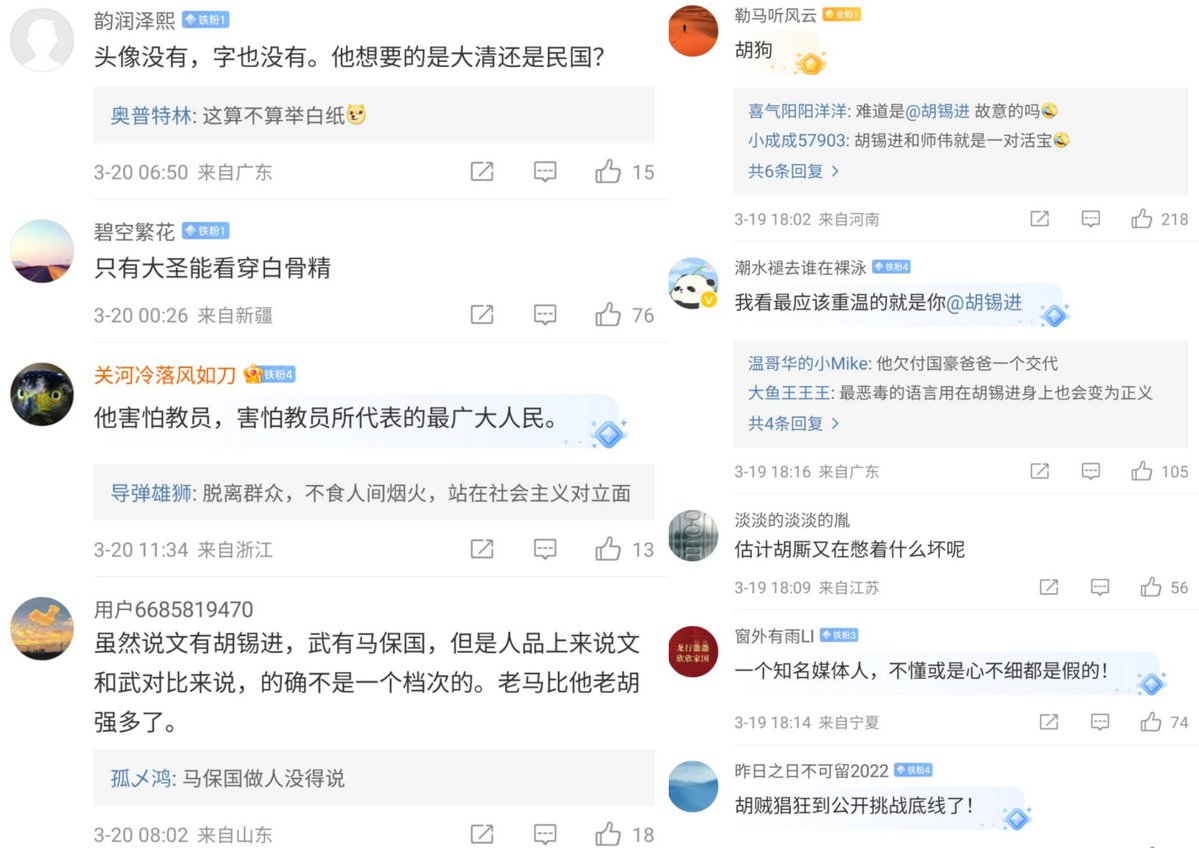 韵润泽熙 铁粉1
头像没有，字也没有。他想要的是大清还是民国？
奥普特林: 这算不算举白纸
3-20 06:50 来自广东 15
碧空繁花 铁粉1
只有大圣能看穿白骨精
3-20 00:26 来自新疆 76
关河冷落风如刀 铁粉4
他害怕教员，害怕教员所代表的最广大人民。
导弹雄狮: 脱离群众，不食人间烟火，站在社会主义对立面
3-20 11:34 来自浙江 13
用户6685819470
虽然说文有胡锡进，武有马保国，但是人品上来说文
和武对比来说，的确不是一个档次的。老马比他老胡
强多了。
孤乄鸿: 马保国做人没得说
3-20 08:02 来自山东 18
勒马听风云 金粉1
胡狗
喜气阳阳洋洋: 难道是@胡锡进 故意的吗
小成成57903: 胡锡进和师伟就是一对活宝
共6条回复
3-19 18:02 来自河南 218
潮水褪去谁在裸泳 铁粉4
我看最应该重温的就是你@胡锡进
温哥华的小Mike: 他欠付国豪爸爸一个交代
大鱼王王王: 最恶毒的语言用在胡锡进身上也会变为正义
共4条回复
3-19 18:16 来自广东 105
淡淡的淡淡的胤
估计胡厮又在憋着什么坏呢
3-19 18:09 来自江苏 56
龙行龘龘
欣欣家国
窗外有雨LI 铁粉3
一个知名媒体人，不懂或是心不细都是假的！
3-19 18:14 来自宁夏 74
昨日之日不可留2022 铁粉4
胡贼猖狂到公开挑战底线了！